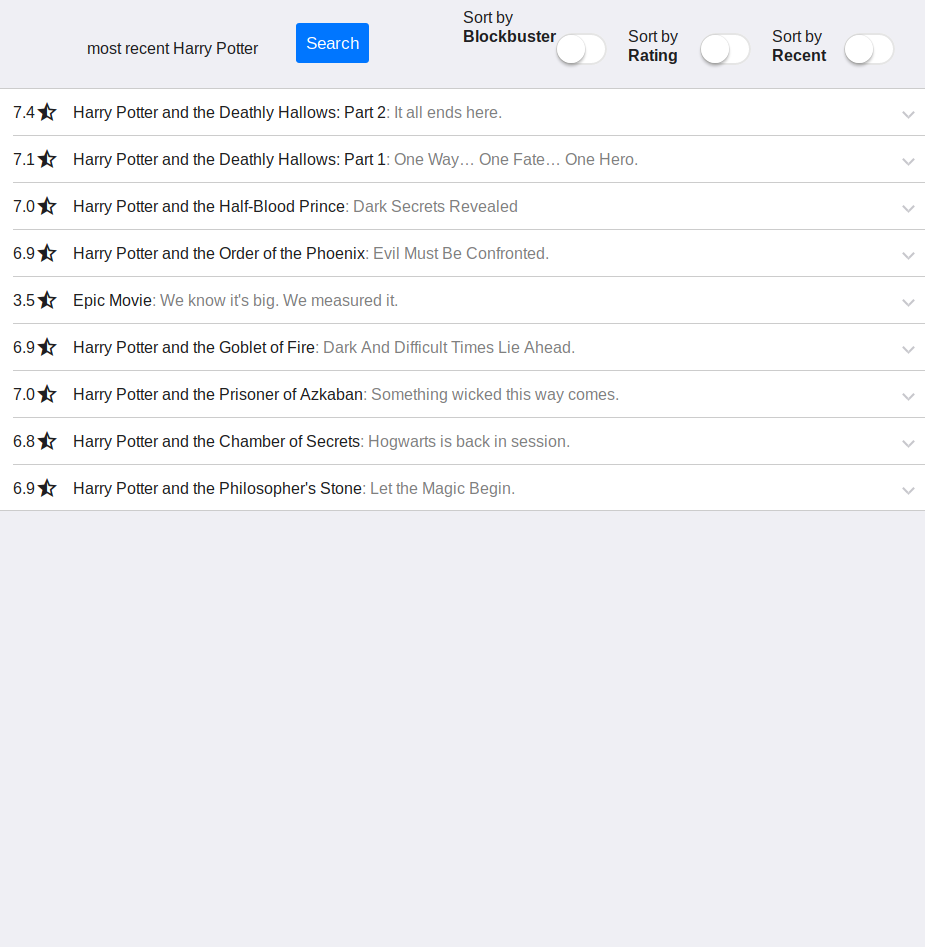 most recent Harry Potter
Search
Sort by
Blockbuster
Sort by
Rating
Sort by
Recent
7.4 Harry Potter and the Deathly Hallows: Part 2: It all ends here.
7.1 Harry Potter and the Deathly Hallows: Part 1: One Way… One Fate… One Hero.
7.0 Harry Potter and the Half-Blood Prince: Dark Secrets Revealed
6.9 Harry Potter and the Order of the Phoenix: Evil Must Be Confronted.
3.5 Epic Movie: We know it's big. We measured it.
6.9 Harry Potter and the Goblet of Fire: Dark And Difficult Times Lie Ahead.
7.0 Harry Potter and the Prisoner of Azkaban: Something wicked this way comes.
6.8 Harry Potter and the Chamber of Secrets: Hogwarts is back in session.
6.9 Harry Potter and the Philosopher's Stone: Let the Magic Begin.